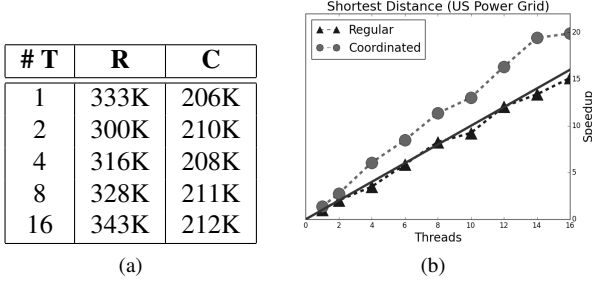 # T R C
1 333K 206K
2 300K 210K
4 316K 208K
8 328K 211K
16 343K 212K
(a)
Shortest Distance (US Power Grid)
Regular
Coordinated
20
15
10
5
0
Speedup
0 2 4 6 8 10 12 14 16
Threads
(b)